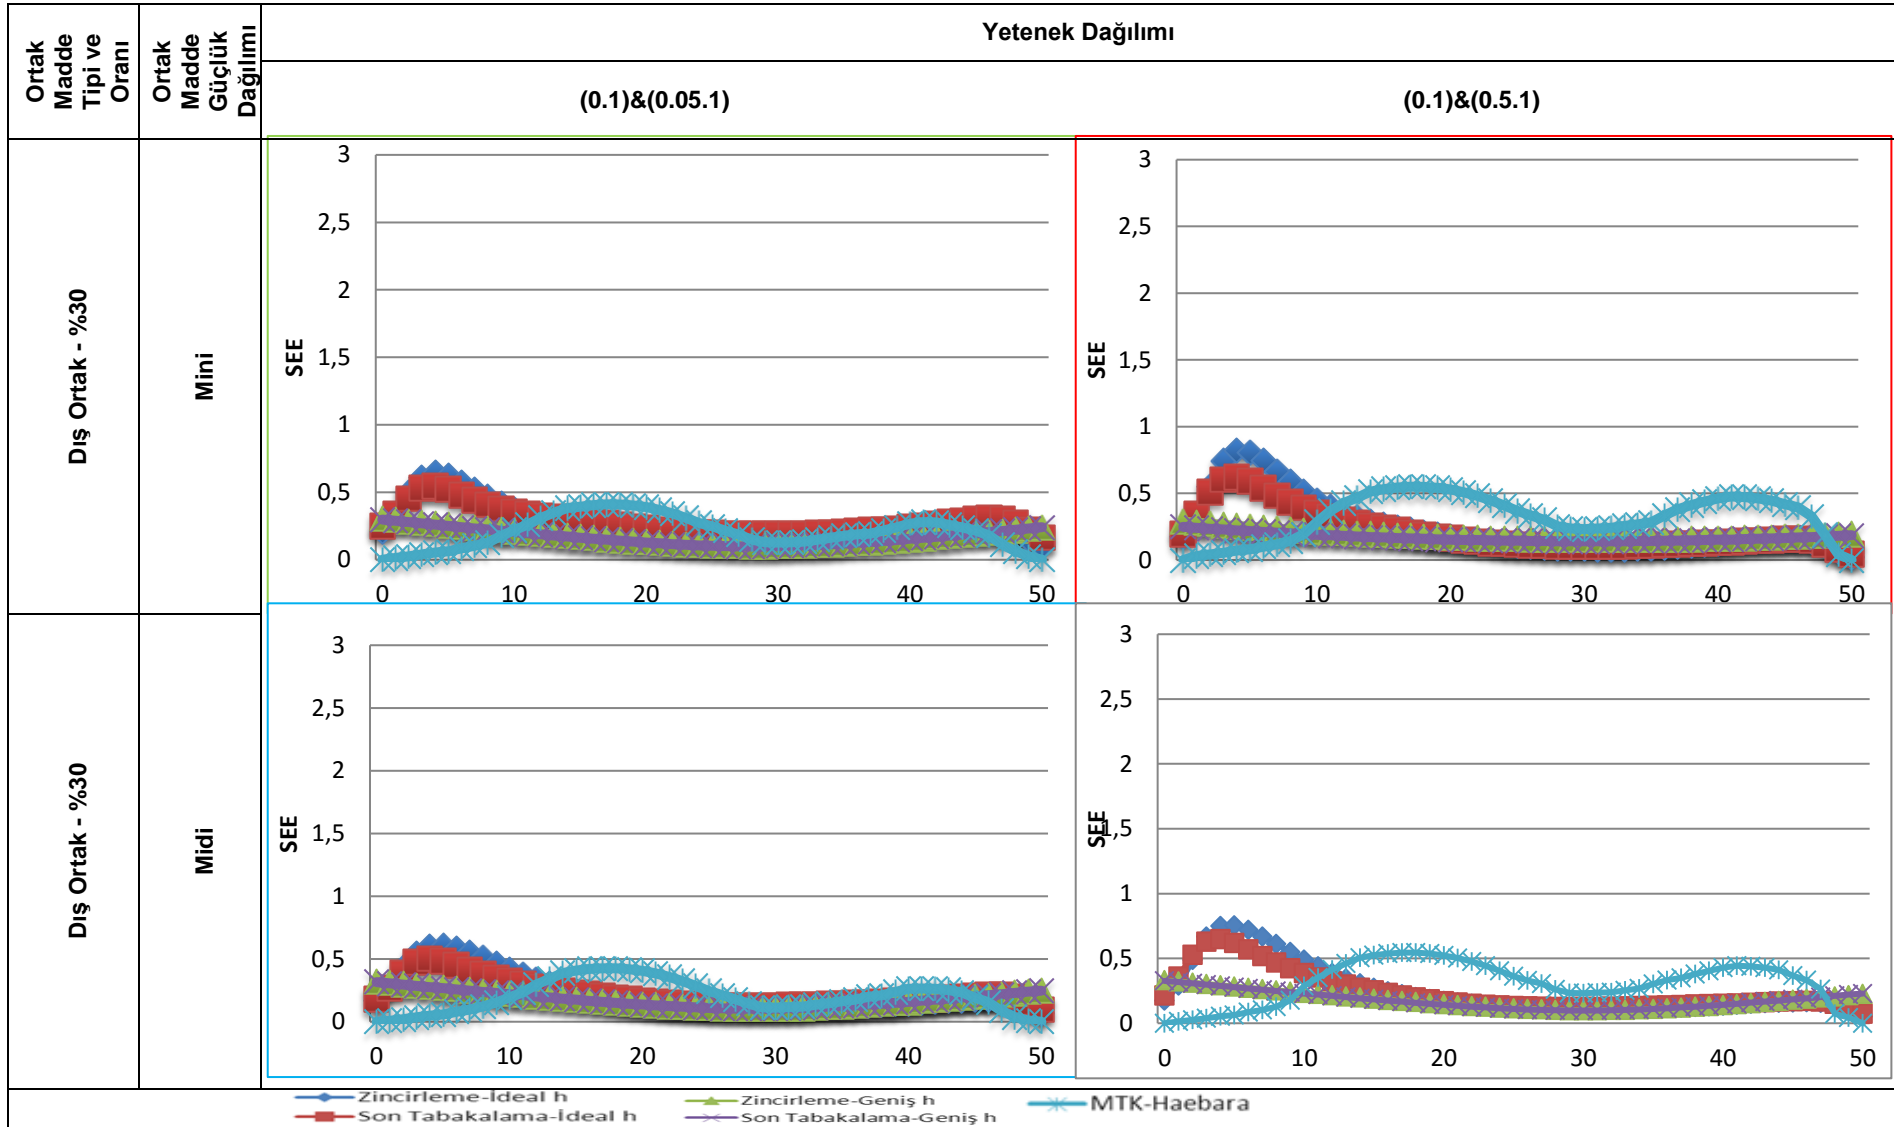 Ortak
Madde
Tipi ve
Oranı
Ortak
Madde
Güçlük
Dağılımı
Yetenek Dağılımı
(0.1)&(0.05.1)
(0.1)&(0.5.1)
Dış Ortak - %30
Mini
SEE
3
2,5
2
1,5
1
0,5
0
0 10 20 30 40 50
SEE
3
2,5
2
1,5
1
0,5
0
0 10 20 30 40 50
Dış Ortak - %30
Midi
SEE
3
2,5
2
1,5
1
0,5
0
0 10 20 30 40 50
SEE
3
2,5
2
1,5
1
0,5
0
0 10 20 30 40 50
Zincirleme-İdeal h
Zincirleme-Geniş h
MTK-Haebara
Son Tabakalama-İdeal h
Son Tabakalama-Geniş h